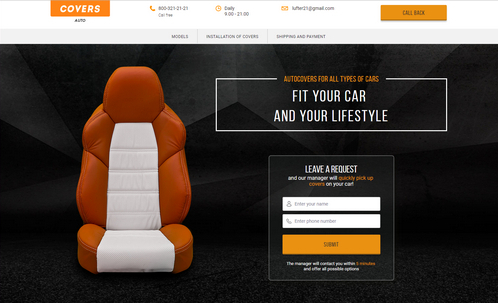 COVERS
AUTO
800-521-21-21
Call free
Daily
9.00 - 21.00
lufter21@gmail.com
CALL BACK
MODELS
INSTALLATION OF COVERS
SHIPPING AND PAYMENT
AUTOCOVERS FOR ALL TYPES OF CARS
FIT YOUR CAR
AND YOUR LIFESTYLE
LEAVE A REQUEST
and our manager will quickly pick up
covers on your car!
Enter your name
Enter phone number
SUBMIT
The manager will contact you within 5 minutes
and offer all possible options